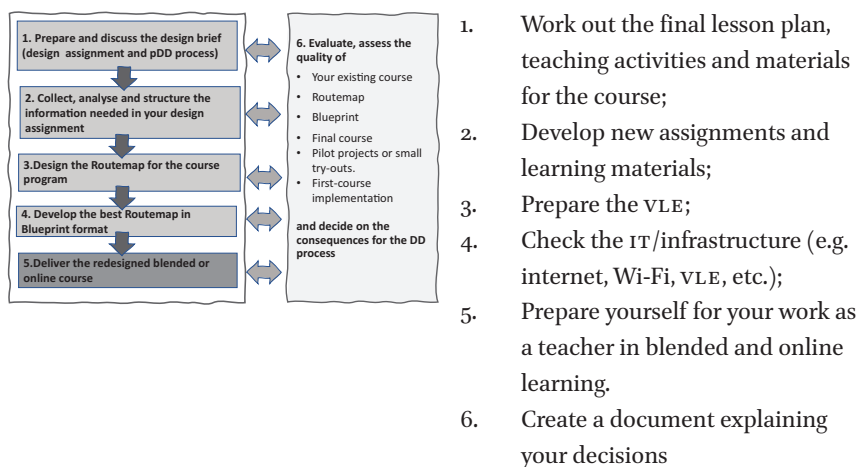 1. Prepare and discuss the design brief
(design assignment and pDD process)
2. Collect, analyse and structure the
information needed in your design
assignment
3.Design the Routemap for the course
program
4. Develop the best Routemap in
Blueprint format
5.Deliver the redesigned blended or
online course
6. Evaluate, assess the
quality of
• Your existing course
• Routemap
• Blueprint
• Final course
• Pilot projects or small
try-outs.
• First-course
implementation
and decide on the
consequences for the DD
process
1. Work out the final lesson plan,
teaching activities and materials
for the course;
2. Develop new assignments and
learning materials;
3. Prepare the VLE;
4. Check the IT/infrastructure (e.g.
internet, Wi-Fi, VLE, etc.);
5. Prepare yourself for your work as
a teacher in blended and online
learning.
6. Create a document explaining
your decisions